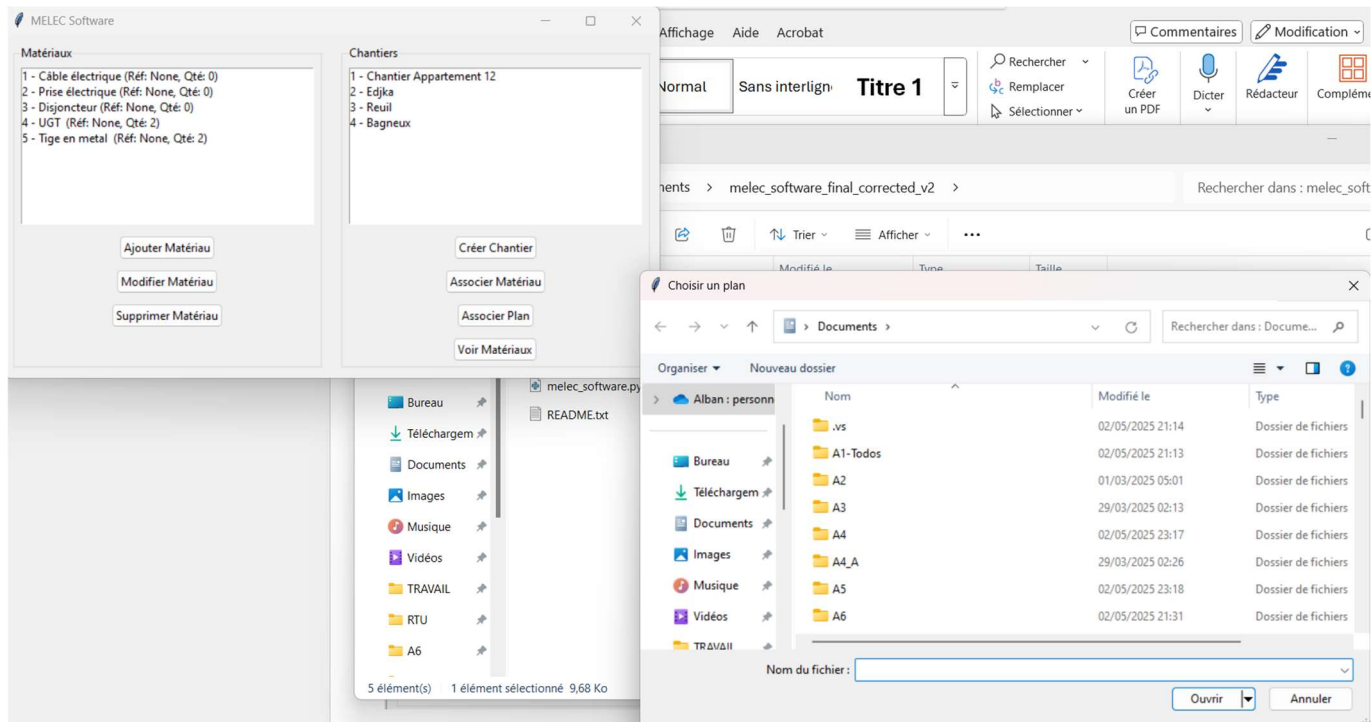 MELEC Software
Matériaux
1 - Câble électrique (Réf: None, Qté: 0)
2 - Prise électrique (Réf: None, Qté: 0)
3 - Disjoncteur (Réf: None, Qté: 0)
4 - UGT (Réf: None, Qté: 2)
5 - Tige en metal (Réf: None, Qté: 2)
Ajouter Matériau
Modifier Matériau
Supprimer Matériau
Chantiers
1 - Chantier Appartement 12
2 - Edjka
3 - Reuil
4 - Bagneux
Créer Chantier
Associer Matériau
Associer Plan
Voir Matériaux
Affichage Aide Acrobat
Commentaires Modification
Normal Sans interlign Titre 1
Rechercher
Remplacer
Sélectionner
Créer un PDF
Dicter
Rédacteur
Compléme
ments > melec_software_final_corrected_v2 >
Rechercher dans : melec_soft
Trier Afficher ...
Modifié le Type Taille
melec_software.py
README.txt
Bureau
Téléchargem
Documents
Images
Musique
Vidéos
TRAVAIL
RTU
A6
5 élément(s) 1 élément sélectionné 9,68 Ko
Choisir un plan
> Documents >
Rechercher dans : Docume...
Organiser Nouveau dossier
Alban : personn
Bureau
Téléchargem
Documents
Images
Musique
Vidéos
TRAVAIL
Nom Modifié le Type
.vs 02/05/2025 21:14 Dossier de fichiers
A1-Todos 02/05/2025 21:13 Dossier de fichiers
A2 01/03/2025 05:01 Dossier de fichiers
A3 29/03/2025 02:13 Dossier de fichiers
A4 02/05/2025 23:17 Dossier de fichiers
A4_A 29/03/2025 02:26 Dossier de fichiers
A5 02/05/2025 23:18 Dossier de fichiers
A6 02/05/2025 21:31 Dossier de fichiers
Nom du fichier :
Ouvrir Annuler